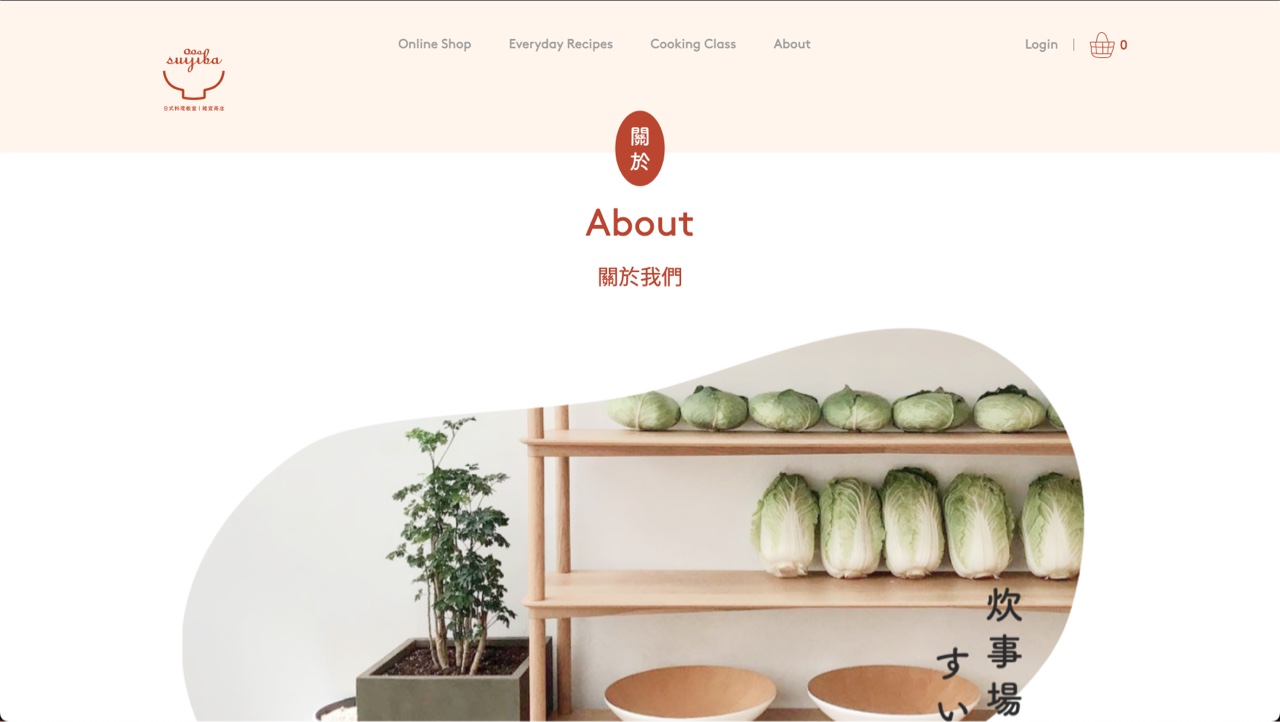 suyiba
日式料理教室|雜貨商店
Online Shop
Everyday Recipes
Cooking Class
About
Login
0
關於
About
關於我們
炊事場
すい